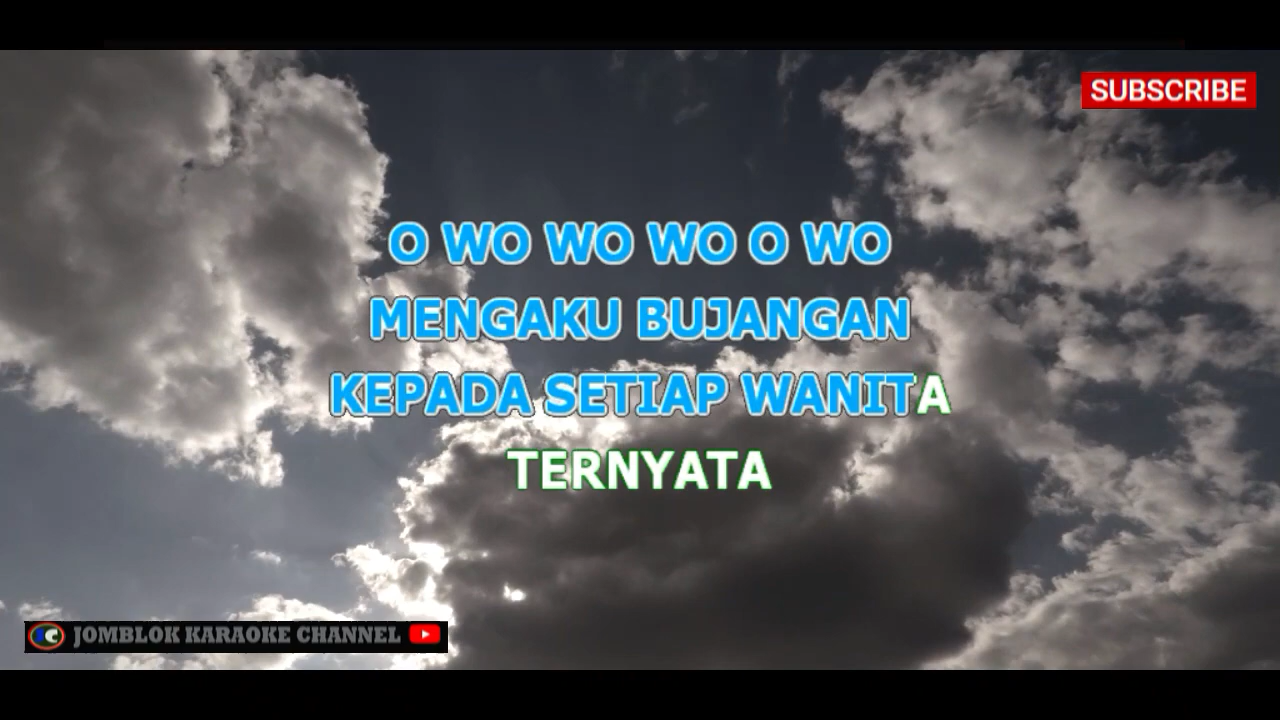 SUBSCRIBE
O WO WO WO O WO
MENGAKU BUJANGAN
KEPADA SETIAP WANITA
TERNYATA
JOMBLOK KARAOKE CHANNEL